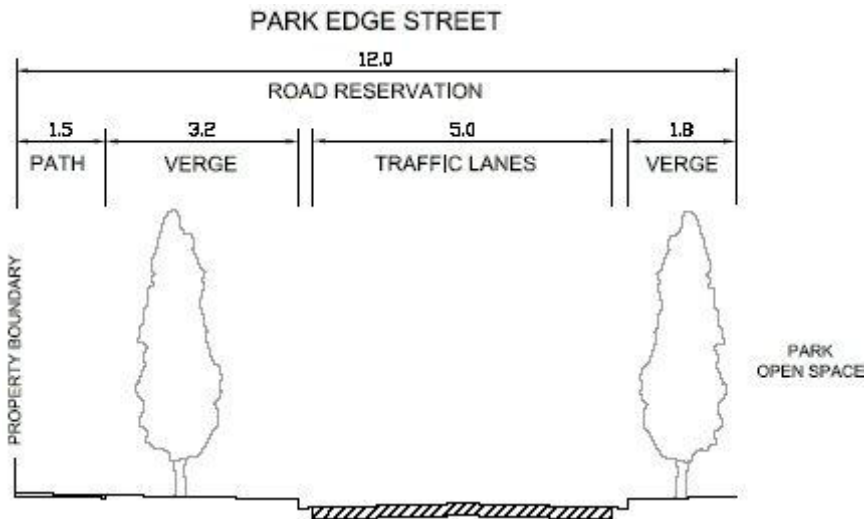 PARK EDGE STREET
12.0
ROAD RESERVATION
1.5 3.2 5.0 1.8
PATH VERGE TRAFFIC LANES VERGE
PROPERTY BOUNDARY
PARK
OPEN SPACE